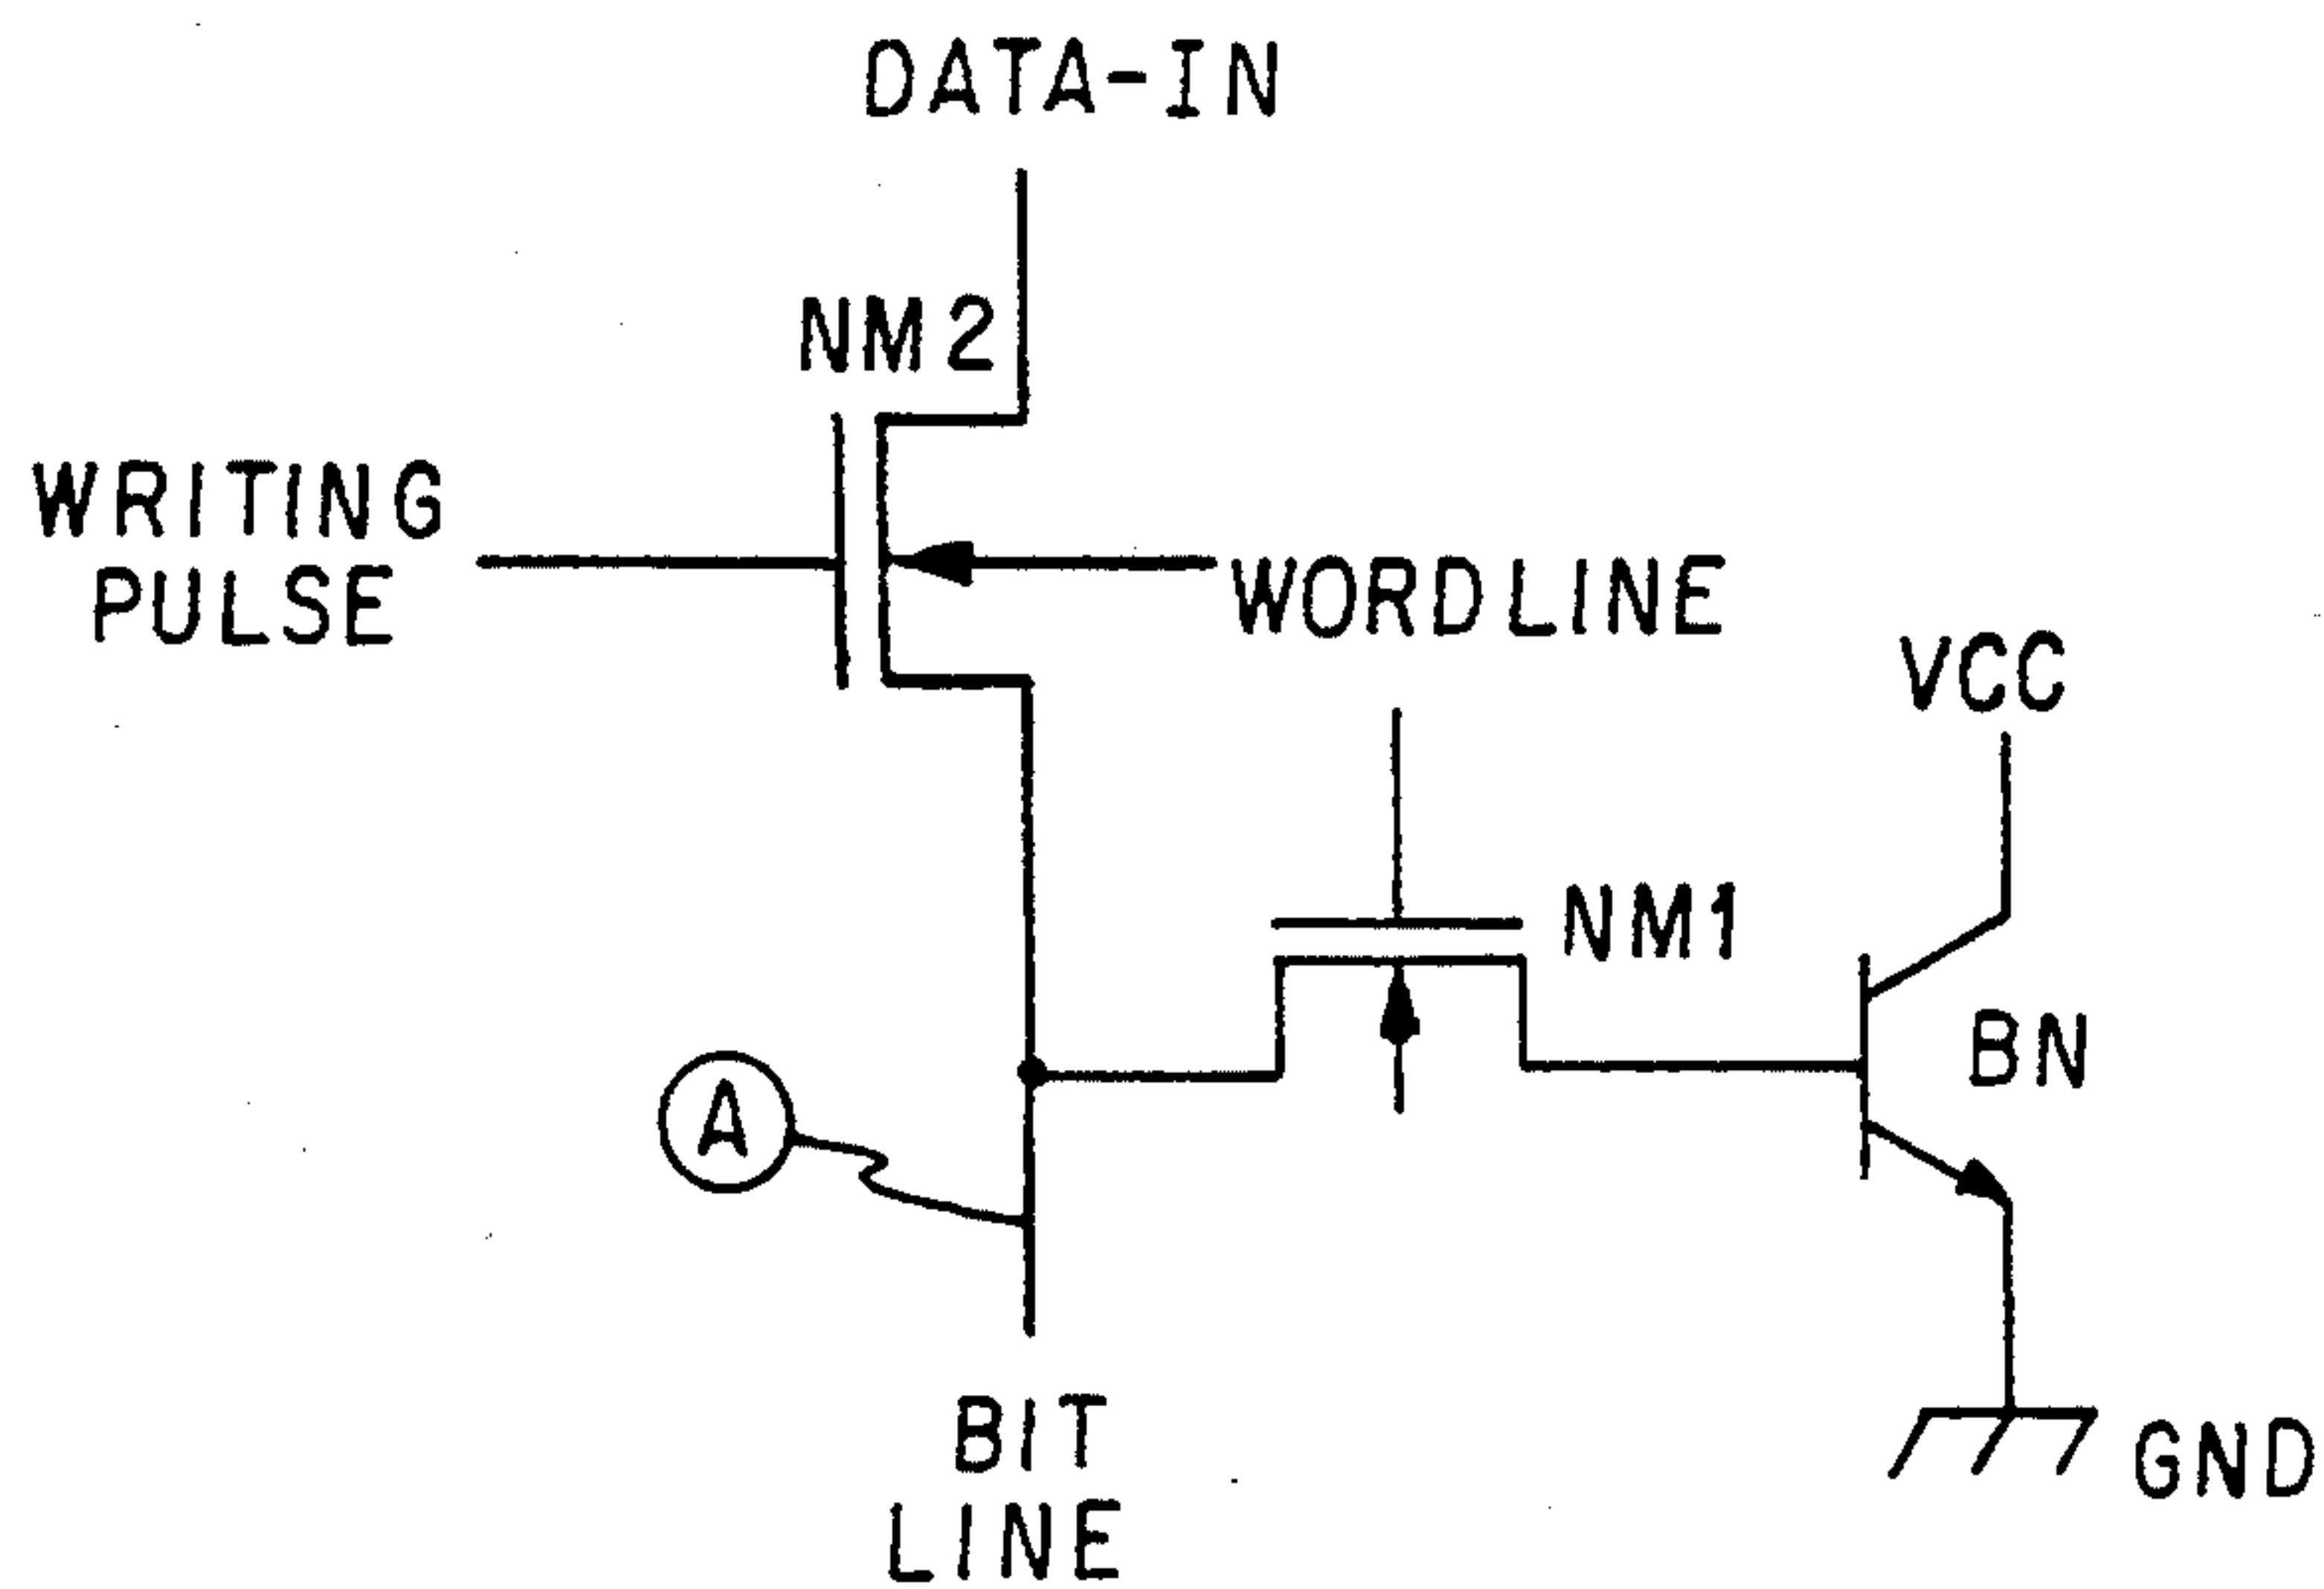 DATA-IN
NM2
WRITING
PULSE
WORDLINE
VCC
NM1
BN
A
BIT
LINE
GND